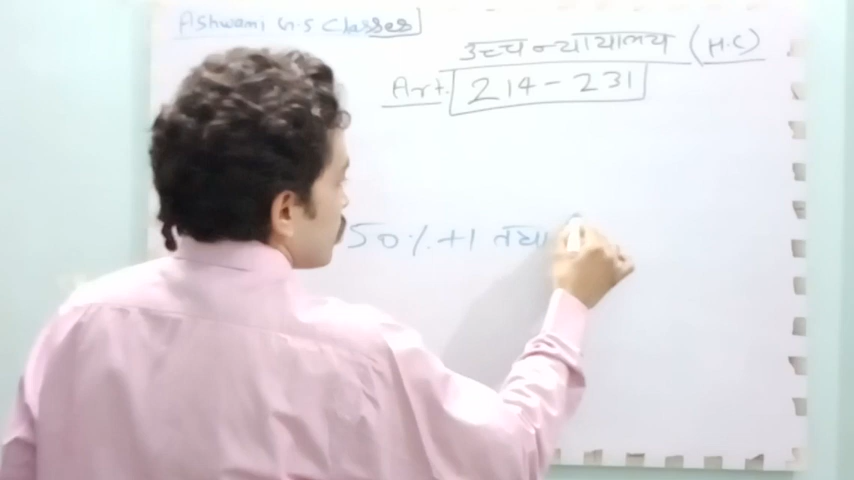 Ashwani G.S Classes
उच्च न्यायालय (H.C)
Art. 214-231
50%+1 तथा